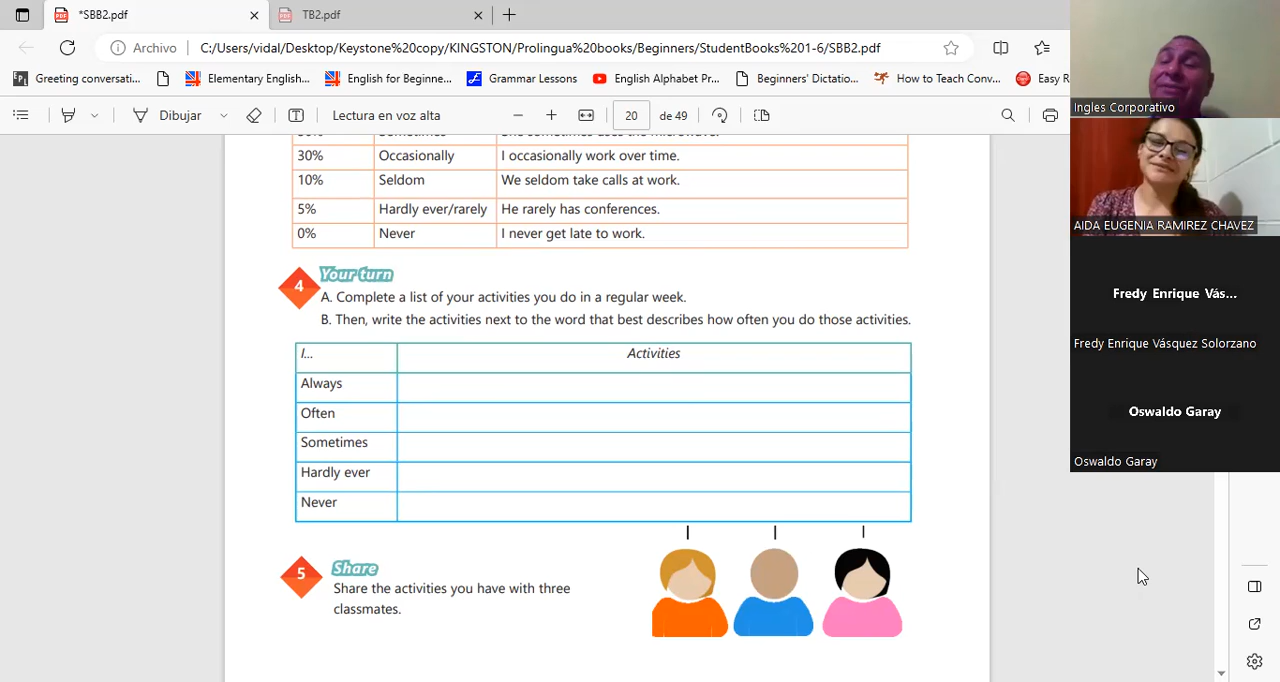 *SBB2.pdf
TB2.pdf
Archivo
C:/Users/vidal/Desktop/Keystone%20copy/KINGSTON/Prolingua%20books/Beginners/StudentBooks%201-6/SBB2.pdf
Greeting conversati...
Elementary English...
English for Beginne...
Grammar Lessons
English Alphabet Pr...
Beginners' Dictatio...
How to Teach Conv...
Easy R
Dibujar
Lectura en voz alta
20 de 49
30% Occasionally I occasionally work over time.
10% Seldom We seldom take calls at work.
5% Hardly ever/rarely He rarely has conferences.
0% Never I never get late to work.
4 Your turn
A. Complete a list of your activities you do in a regular week.
B. Then, write the activities next to the word that best describes how often you do those activities.
I... Activities
Always
Often
Sometimes
Hardly ever
Never
5 Share
Share the activities you have with three
classmates.
Ingles Corporativo
AIDA EUGENIA RAMIREZ CHAVEZ
Fredy Enrique Vás...
Fredy Enrique Vásquez Solorzano
Oswaldo Garay
Oswaldo Garay